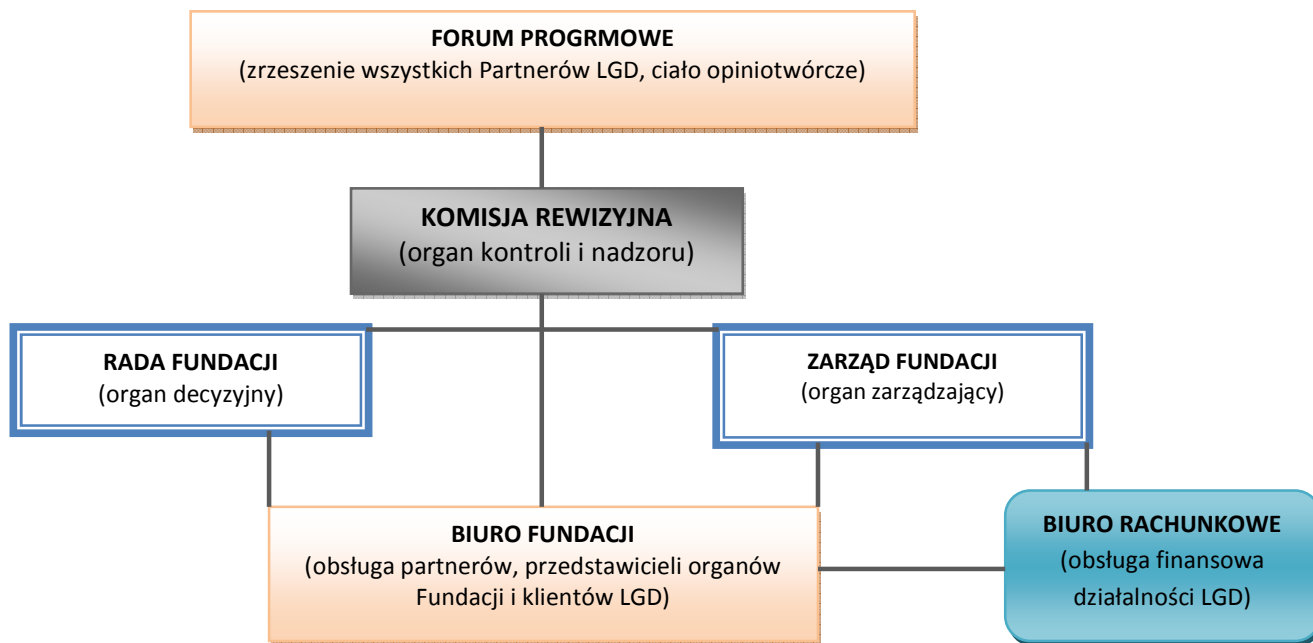 FORUM PROGRMOWE
(zrzeszenie wszystkich Partnerów LGD, ciało opiniotwórcze)
KOMISJA REWIZYJNA
(organ kontroli i nadzoru)
RADA FUNDACJI
(organ decyzyjny)
ZARZĄD FUNDACJI
(organ zarządzający)
BIURO FUNDACJI
(obsługa partnerów, przedstawicieli organów
Fundacji i klientów LGD)
BIURO RACHUNKOWE
(obsługa finansowa
działalności LGD)